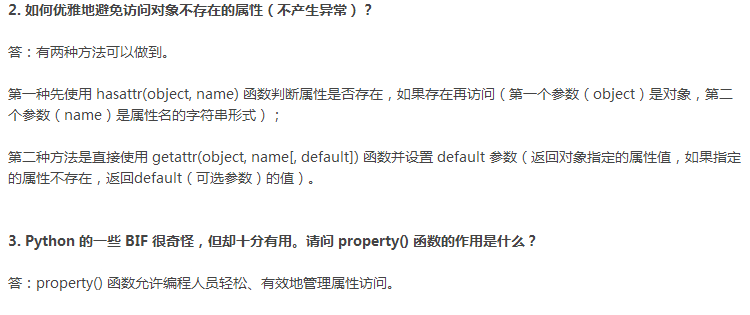 2. 如何优雅地避免访问对象不存在的属性（不产生异常）？
答：有两种方法可以做到。
第一种先使用 hasattr(object, name) 函数判断属性是否存在，如果存在再访问（第一个参数（object）是对象，第二
个参数（name）是属性名的字符串形式）；
第二种方法是直接使用 getattr(object, name[, default]) 函数并设置 default 参数（返回对象指定的属性值，如果指定
的属性不存在，返回default（可选参数）的值）。
3. Python 的一些 BIF 很奇怪，但却十分有用。请问 property() 函数的作用是什么？
答：property() 函数允许编程人员轻松、有效地管理属性访问。